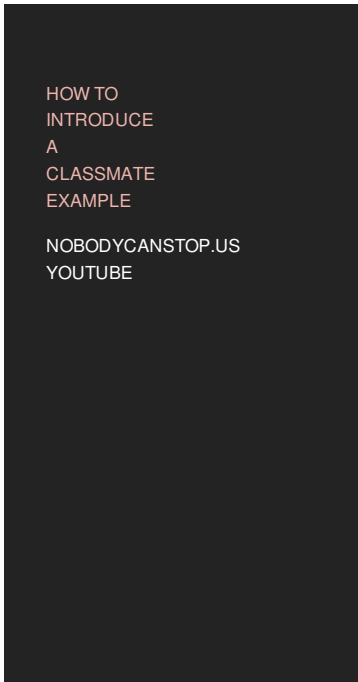 HOW TO
INTRODUCE
A
CLASSMATE
EXAMPLE
NOBODYCANSTOP.US
YOUTUBE